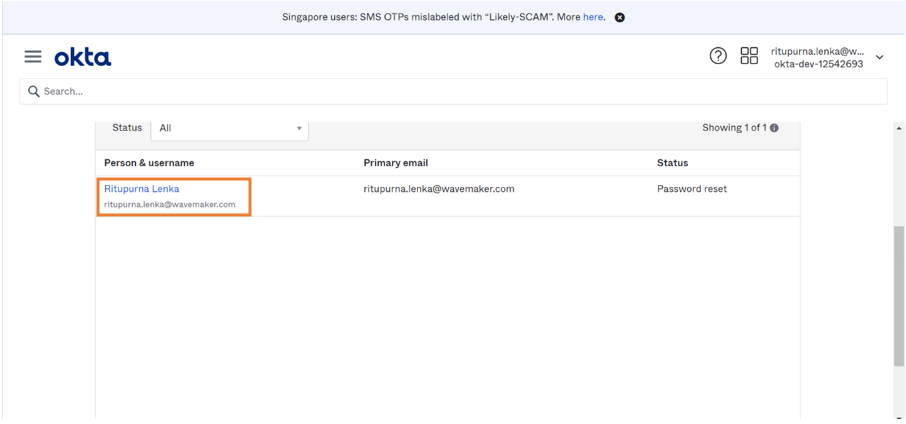 Singapore users: SMS OTPs mislabeled with “Likely-SCAM”. More here.
okta
ritupurna.lenka@w...
okta-dev-12542693
Search...
Status All Showing 1 of 1
Person & username Primary email Status
Ritupurna Lenka ritupurna.lenka@wavemaker.com Password reset
ritupurna.lenka@wavemaker.com